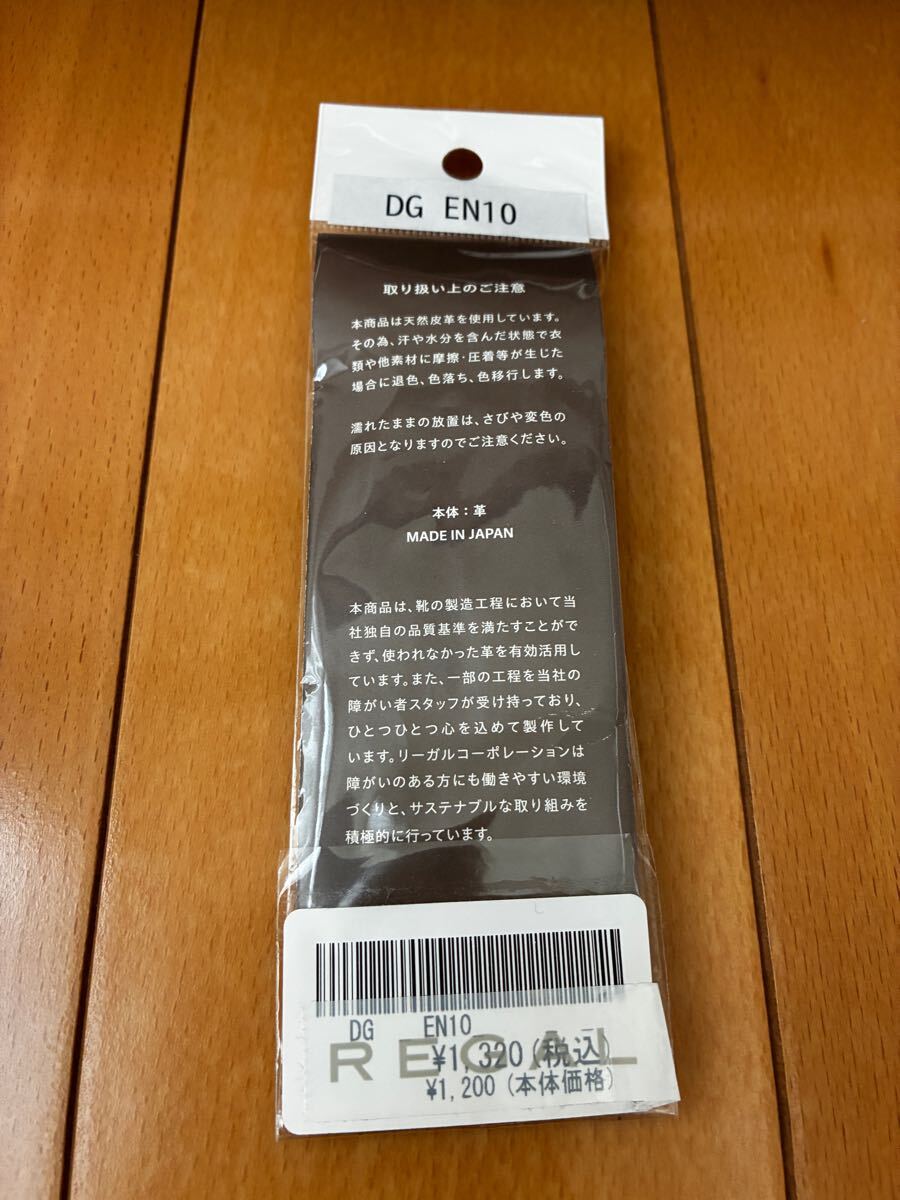 DG EN10
取り扱い上のご注意
本商品は天然皮革を使用しています。
その為、汗や水分を含んだ状態で衣
類や他素材に摩擦・圧着等が生じた
場合に退色、色落ち、色移行します。
濡れたままの放置は、さびや変色の
原因となりますのでご注意ください。
本体：革
MADE IN JAPAN
本商品は、靴の製造工程において当
社独自の品質基準を満たすことがで
きず、使われなかった革を有効活用し
ています。また、一部の工程を当社の
障がい者スタッフが受け持っており、
ひとつひとつ心を込めて製作して
います。リーガルコーポレーションは
障がいのある方にも働きやすい環境
づくりと、サステナブルな取り組みを
積極的に行っています。
DG EN10
REGAL
¥1,320(税込)
¥1,200(本体価格)